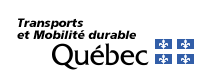 Transports
et Mobilité durable
Québec